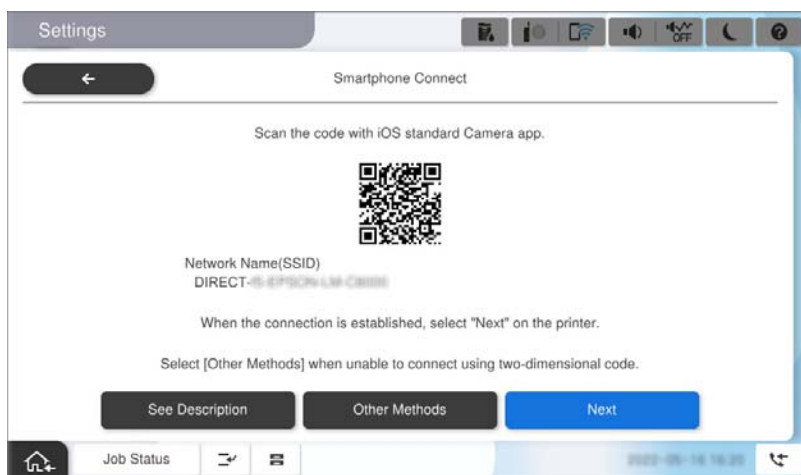 Settings
OFF
Smartphone Connect
Scan the code with iOS standard Camera app.
Network Name(SSID)
DIRECT-
When the connection is established, select "Next" on the printer.
Select [Other Methods] when unable to connect using two-dimensional code.
See Description Other Methods Next
Job Status